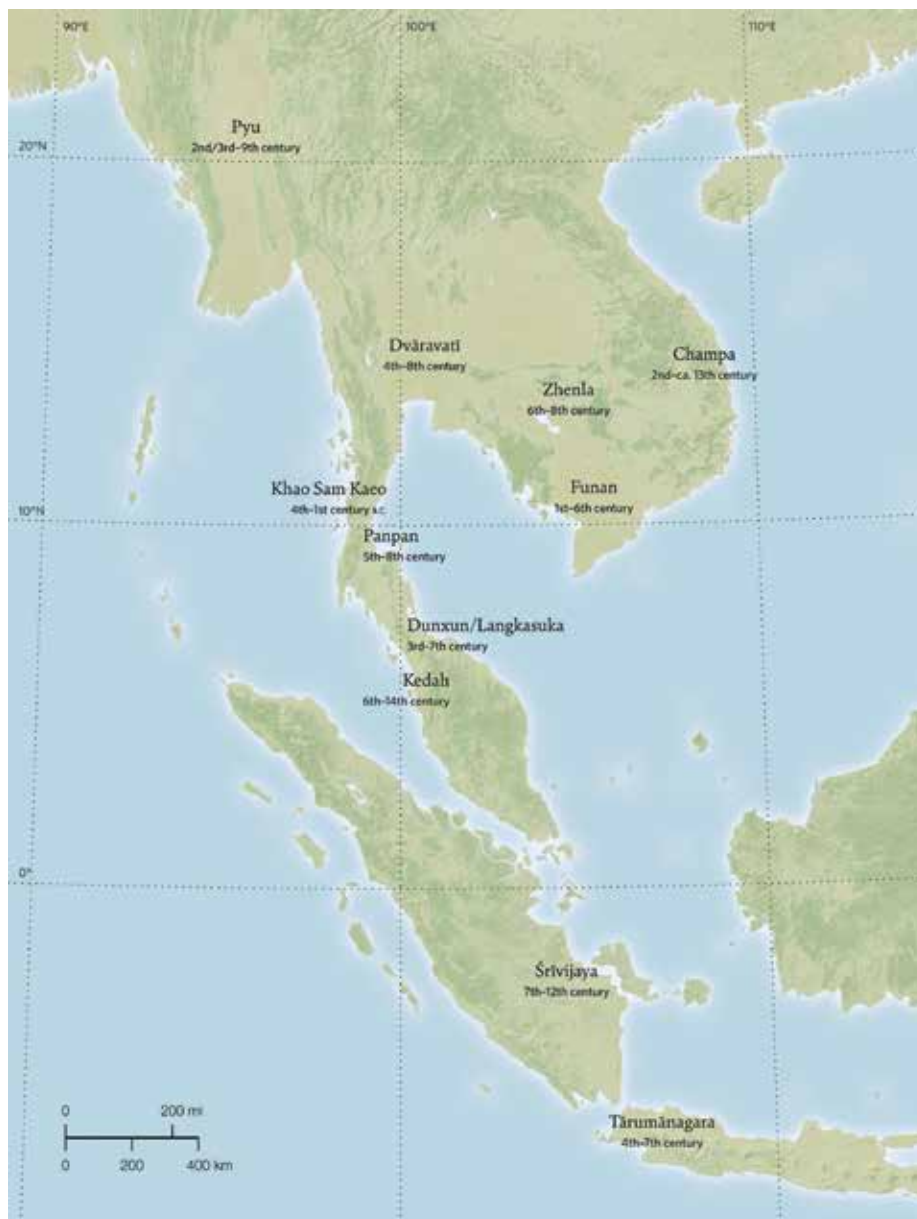 90°E
100°E
110°E
Pyu
2nd/3rd–9th century
20°N
Dvāravatī
4th–8th century
Champa
2nd–ca. 13th century
Zhenla
6th–8th century
Khao Sam Kaeo
4th–1st century B.C.
Funan
1st–6th century
10°N
Panpan
5th–8th century
Dunxun/Langkasuka
3rd–7th century
Kedah
6th–14th century
0°
Śrīvijaya
7th–12th century
0 200 mi
0 200 400 km
Tārumānagara
4th–7th century